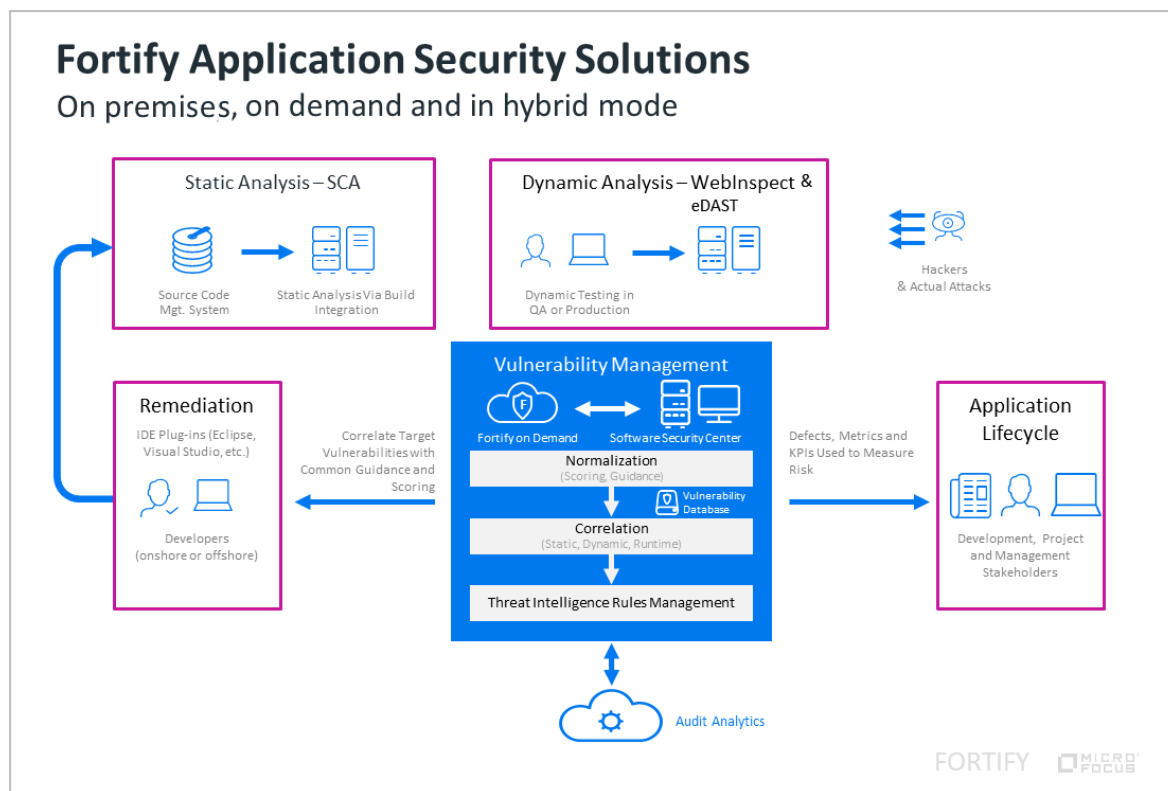 Fortify Application Security Solutions
On premises, on demand and in hybrid mode
Static Analysis – SCA
Source Code
Mgt. System
Static Analysis Via Build
Integration
Dynamic Analysis – WebInspect &
eDAST
Dynamic Testing in
QA or Production
Hackers
& Actual Attacks
Remediation
IDE Plug-ins (Eclipse,
Visual Studio, etc.)
Developers
(onshore or offshore)
Correlate Target
Vulnerabilities with
Common Guidance and
Scoring
Vulnerability Management
F
Fortify on Demand
Software Security Center
Normalization
(Scoring, Guidance)
Vulnerability
Database
Correlation
(Static, Dynamic, Runtime)
Threat Intelligence Rules Management
Defects, Metrics and
KPIs Used to Measure
Risk
Application
Lifecycle
Development, Project
and Management
Stakeholders
Audit Analytics
FORTIFY
MICRO
FOCUS